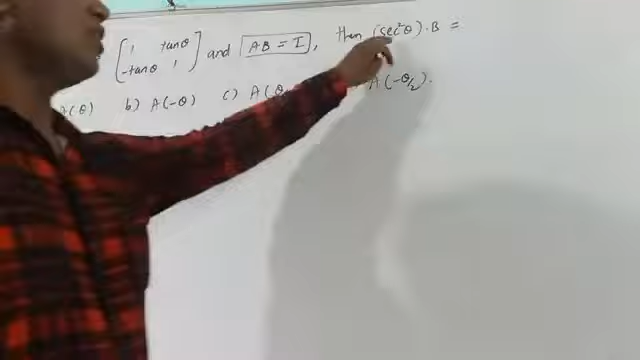 [ 1 tanθ
-tanθ 1 ] and AB = I, then (sec²θ)·B =
A(θ) b) A(-θ) c) A(θ A(-θ/2).